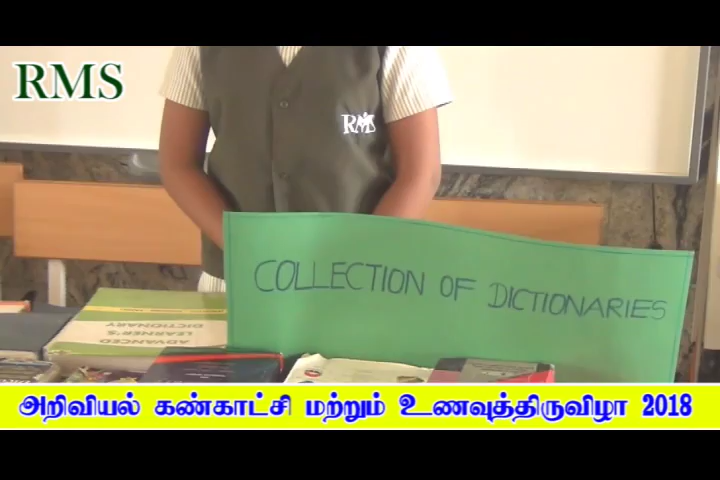 RMS
RMS
COLLECTION OF DICTIONARIES
ADVANCED
LEARNER'S
DICTIONARY
அறிவியல் கண்காட்சி மற்றும் உணவுத்திருவிழா 2018